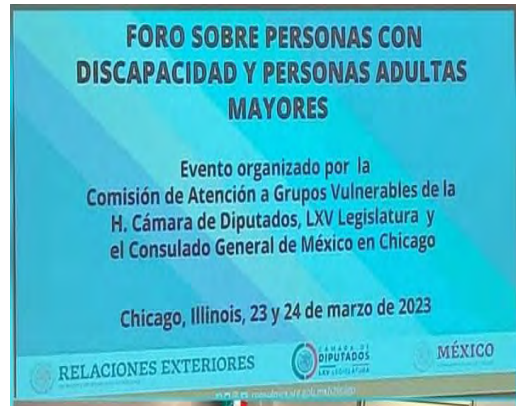 FORO SOBRE PERSONAS CON
DISCAPACIDAD Y PERSONAS ADULTAS
MAYORES
Evento organizado por la
Comisión de Atención a Grupos Vulnerables de la
H. Cámara de Diputados, LXV Legislatura y
el Consulado General de México en Chicago
Chicago, Illinois, 23 y 24 de marzo de 2023
RELACIONES EXTERIORES
CÁMARA DE
DIPUTADOS
LXV LEGISLATURA
MÉXICO